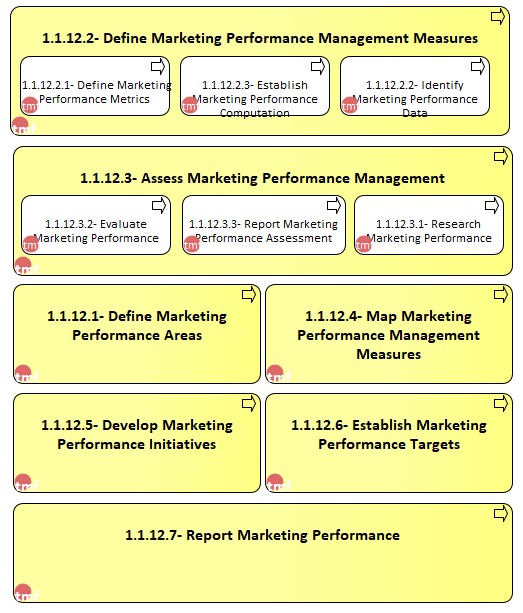 1.1.12.2- Define Marketing Performance Management Measures
1.1.12.2.1- Define Marketing
Performance Metrics
tmf
1.1.12.2.3- Establish
Marketing Performance
Computation
tmf
1.1.12.2.2- Identify
Marketing Performance
Data
tmf
tmf
1.1.12.3- Assess Marketing Performance Management
1.1.12.3.2- Evaluate
Marketing Performance
tmf
1.1.12.3.3- Report Marketing
Performance Assessment
tmf
1.1.12.3.1- Research
Marketing Performance
tmf
tmf
1.1.12.1- Define Marketing
Performance Areas
tmf
1.1.12.4- Map Marketing
Performance Management
Measures
tmf
1.1.12.5- Develop Marketing
Performance Initiatives
tmf
1.1.12.6- Establish Marketing
Performance Targets
tmf
1.1.12.7- Report Marketing Performance
tmf